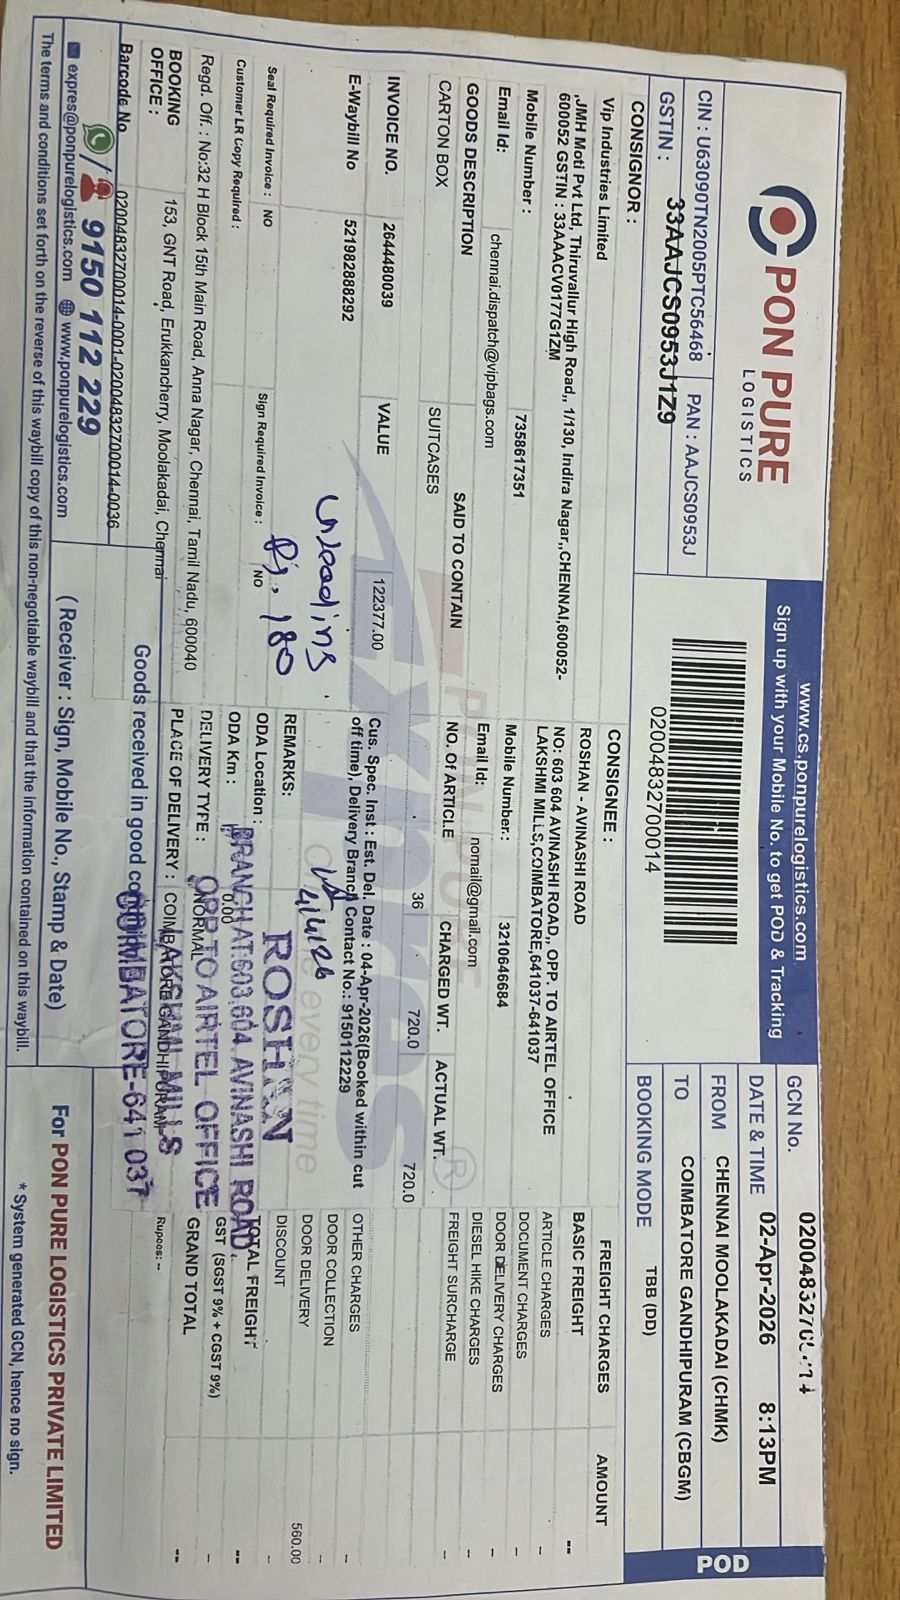 PON PURE
LOGISTICS
CIN : U63090TN2005PTC56468
PAN : AAJCS0953J
GSTIN : 33AAJCS0953J1Z9
www.cs.ponpurelogistics.com
Sign up with your Mobile No. to get POD & Tracking
02004832700014
GCN No.
DATE & TIME 02-Apr-2026 8:13PM
FROM CHENNAI MOOLAKADAI (CHMK)
TO COIMBATORE GANDHIPURAM (CBGM)
BOOKING MODE TBB (DD)
POD
CONSIGNOR :
Vip Industries Limited
,JMH Moti Pvt Ltd, Thiruvallur High Road,, 1/130, Indira Nagar,,CHENNAI,600052-
600052 GSTIN : 33AAACV0177G1ZM
Mobile Number : 7358617351
Email Id: chennai.dispatch@vipbags.com
CONSIGNEE :
ROSHAN - AVINASHI ROAD
NO: 603 604 AVINASHI ROAD,, OPP. TO AIRTEL OFFICE
LAKSHMI MILLS,COIMBATORE,641037-641037
Mobile Number: 3210646684
Email Id: nomail@gmail.com
GOODS DESCRIPTION SAID TO CONTAIN NO. Of ARTICLE CHARGED WT. ACTUAL WT.
CARTON BOX SUITCASES 36 720.0 720.0
INVOICE NO. 2644480039 VALUE 122377.00
E-Waybill No 521982888292
Cus. Spec. Inst : Est. Del. Date : 04-Apr-2026(Booked within cut
off time), Delivery Branch Contact No.: 9150112229
unloading
Rs. 180
4/4/26
Seal Required Invoice : NO
Sign Required Invoice : NO
Customer LR Copy Required :
REMARKS:
ODA Location :
ODA Km : 0.00
DELIVERY TYPE : NORMAL
PLACE OF DELIVERY : COIMBATORE GANDHIPURAM
ROSHAN
BRANCH AT:603,604, AVINASHI ROAD,
OPP TO AIRTEL OFFICE
LAKSHMI MILLS
COIMBATORE-641 037
FREIGHT CHARGES AMOUNT
BASIC FREIGHT --
ARTICLE CHARGES -
DOCUMENT CHARGES -
DOOR DELIVERY CHARGES -
DIESEL HIKE CHARGES -
FREIGHT SURCHARGE -
OTHER CHARGES -
DOOR COLLECTION -
DOOR DELIVERY 560.00
DISCOUNT -
TOTAL FREIGHT --
GST (SGST 9% + CGST 9%) -
GRAND TOTAL --
Rupees: --
Regd. Off. : No:32 H Block 15th Main Road, Anna Nagar, Chennai, Tamil Nadu, 600040
BOOKING OFFICE : 153, GNT Road, Erukkancherry, Moolakadai, Chennai
Barcode No 02004832700014-0001-02004832700014-0036
9150 112 229
expres@ponpurelogistics.com www.ponpurelogistics.com
Goods received in good
( Receiver : Sign, Mobile No., Stamp & Date)
For PON PURE LOGISTICS PRIVATE LIMITED
* System generated GCN, hence no sign.
The terms and conditions set forth on the reverse of this waybill copy of this non-negotiable waybill and that the information contained on this waybill.